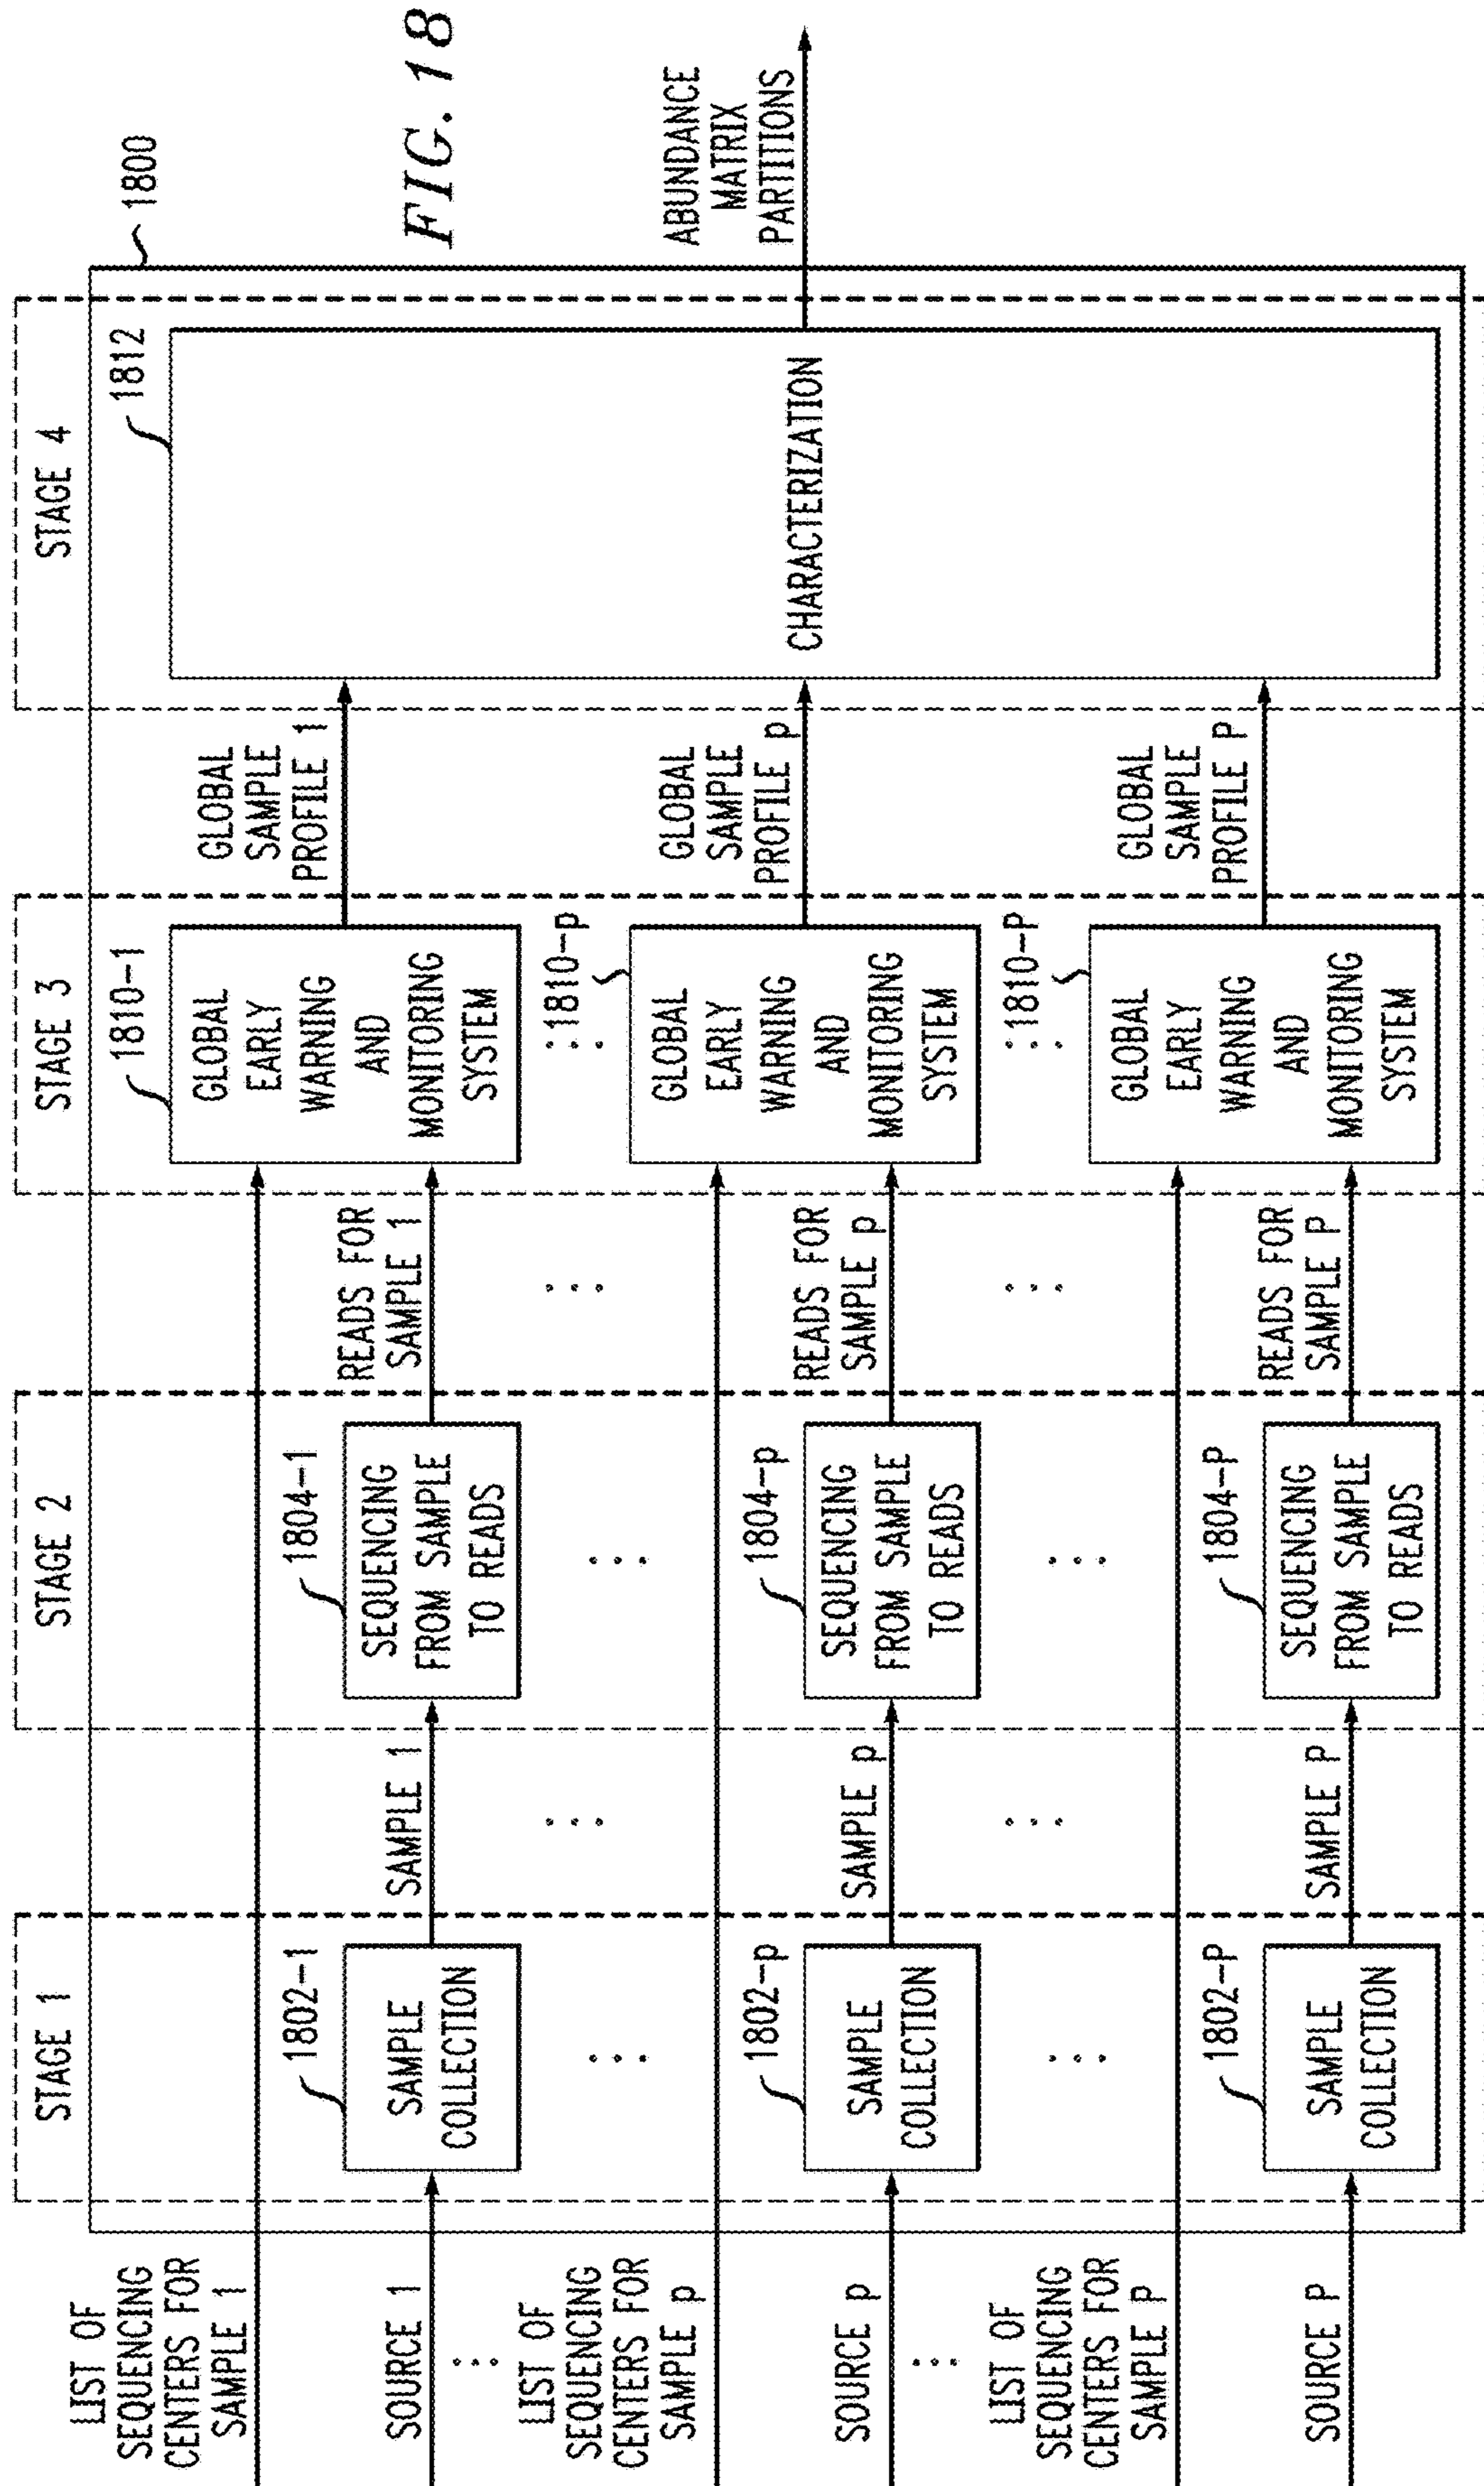 FIG. 18
1800
STAGE 1
STAGE 2
STAGE 3
STAGE 4
LIST OF
SEQUENCING
CENTERS FOR
SAMPLE 1
SOURCE 1
1802-1
SAMPLE
COLLECTION
SAMPLE 1
1804-1
SEQUENCING
FROM SAMPLE
TO READS
READS FOR
SAMPLE 1
1810-1
GLOBAL
EARLY
WARNING
AND
MONITORING
SYSTEM
GLOBAL
SAMPLE
PROFILE 1
1812
CHARACTERIZATION
ABUNDANCE
MATRIX
PARTITIONS
LIST OF
SEQUENCING
CENTERS FOR
SAMPLE p
SOURCE p
1802-p
SAMPLE
COLLECTION
SAMPLE p
1804-p
SEQUENCING
FROM SAMPLE
TO READS
READS FOR
SAMPLE p
1810-p
GLOBAL
EARLY
WARNING
AND
MONITORING
SYSTEM
GLOBAL
SAMPLE
PROFILE p
LIST OF
SEQUENCING
CENTERS FOR
SAMPLE P
SOURCE P
1802-P
SAMPLE
COLLECTION
SAMPLE P
1804-P
SEQUENCING
FROM SAMPLE
TO READS
READS FOR
SAMPLE P
1810-P
GLOBAL
EARLY
WARNING
AND
MONITORING
SYSTEM
GLOBAL
SAMPLE
PROFILE P